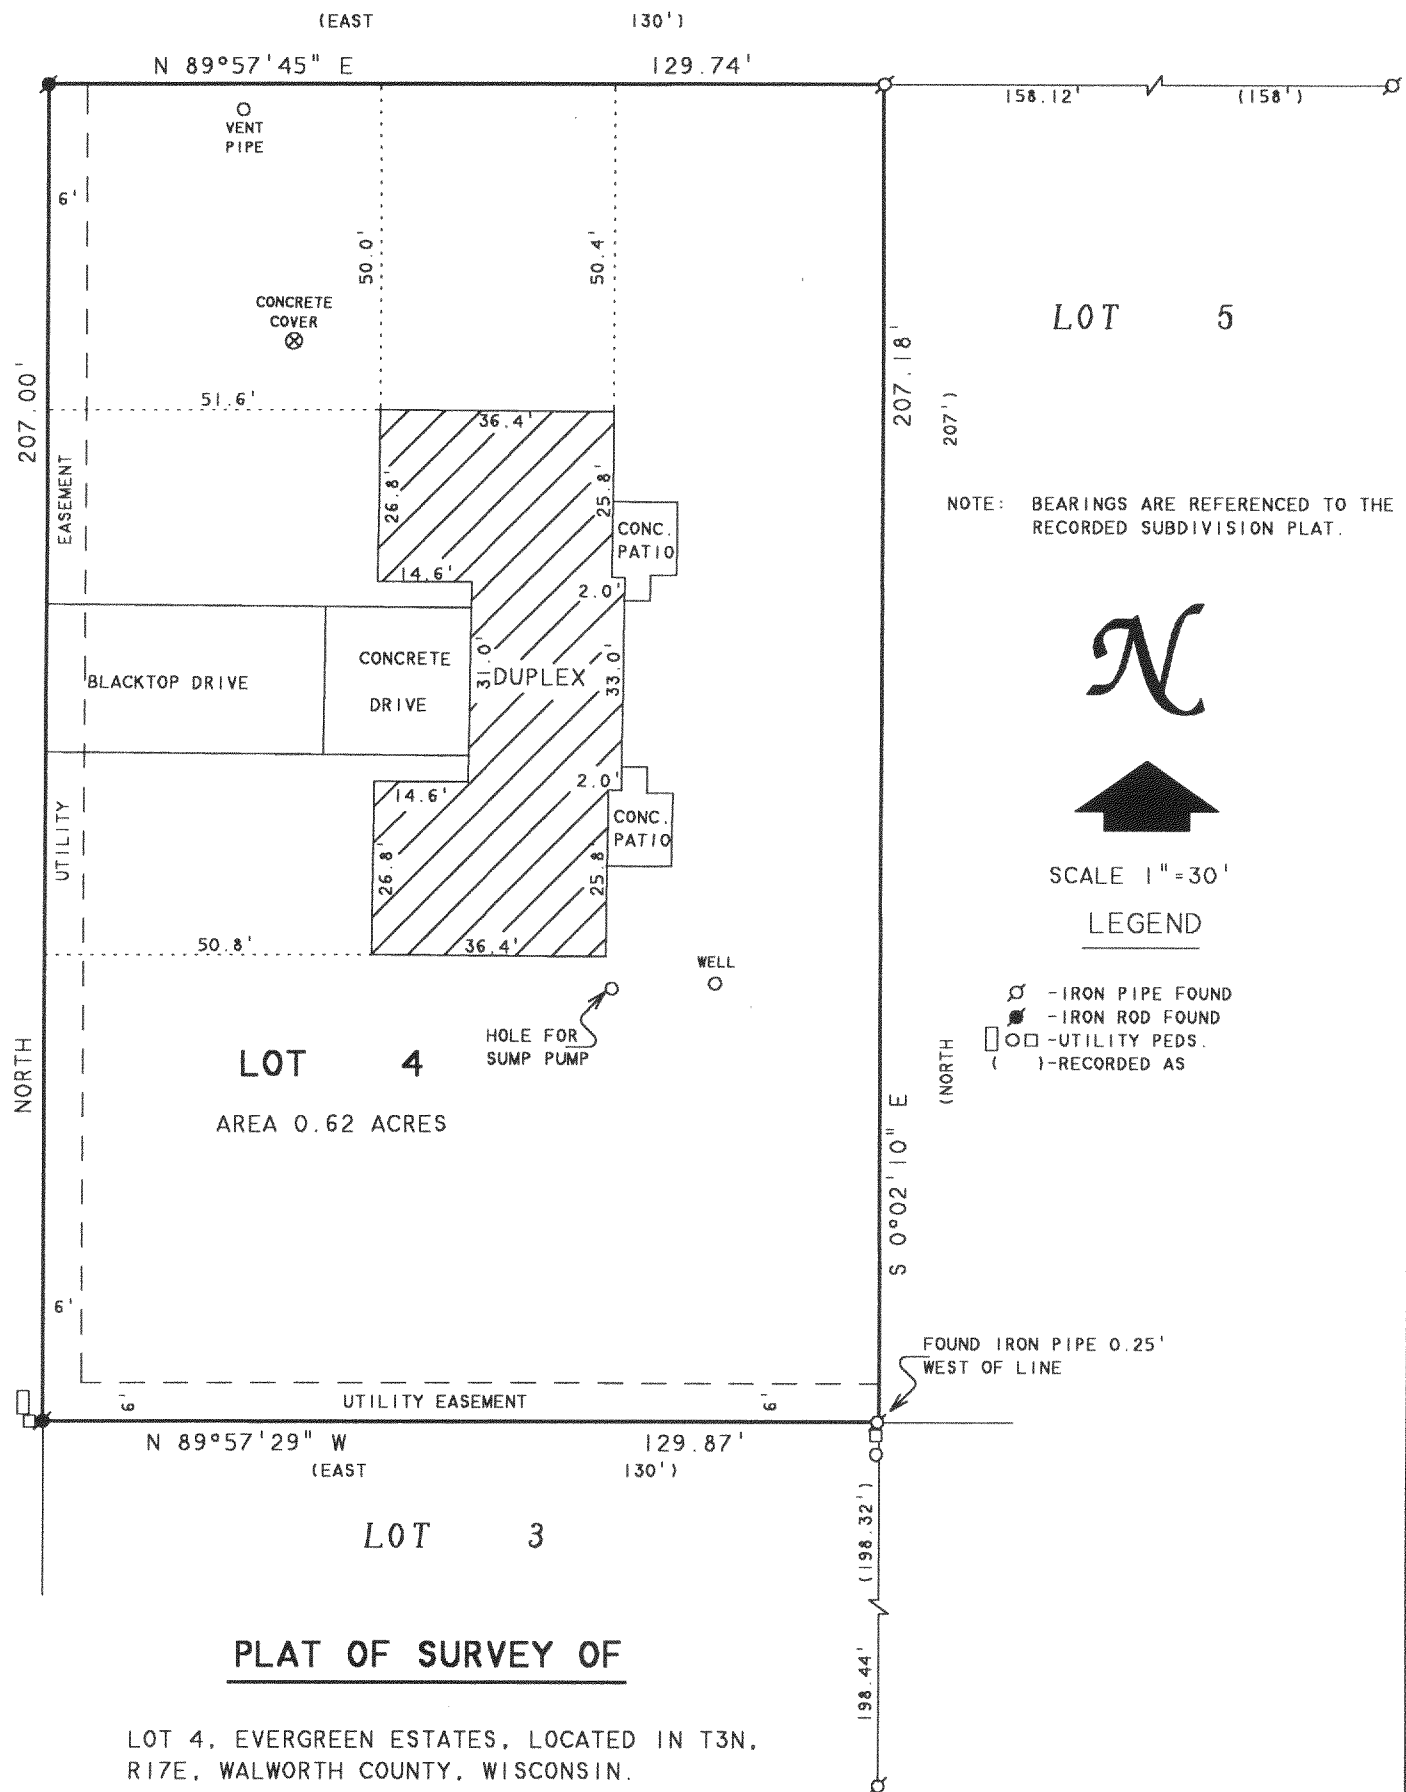 (EAST 130')
N 89°57'45" E 129.74'
158.12' (158')
VENT
PIPE
6'
50.0'
50.4'
CONCRETE
COVER
LOT 5
207.00'
207.18'
207')
51.6'
36.4'
26.8'
25.8'
EASEMENT
CONC.
PATIO
NOTE: BEARINGS ARE REFERENCED TO THE
RECORDED SUBDIVISION PLAT.
14.6'
2.0'
N
BLACKTOP DRIVE
CONCRETE
DRIVE
31.0'
DUPLEX
33.0'
14.6'
2.0'
UTILITY
CONC.
PATIO
26.8'
25.8'
SCALE 1"=30'
LEGEND
50.8'
36.4'
WELL
HOLE FOR
SUMP PUMP
-IRON PIPE FOUND
-IRON ROD FOUND
-UTILITY PEDS.
( )-RECORDED AS
NORTH
(NORTH
LOT 4
AREA 0.62 ACRES
S 0°02'10" E
6'
FOUND IRON PIPE 0.25'
WEST OF LINE
6' UTILITY EASEMENT 6'
N 89°57'29" W 129.87'
(EAST 130')
(198.32')
LOT 3
198.44'
PLAT OF SURVEY OF
LOT 4, EVERGREEN ESTATES, LOCATED IN T3N,
R17E, WALWORTH COUNTY, WISCONSIN.